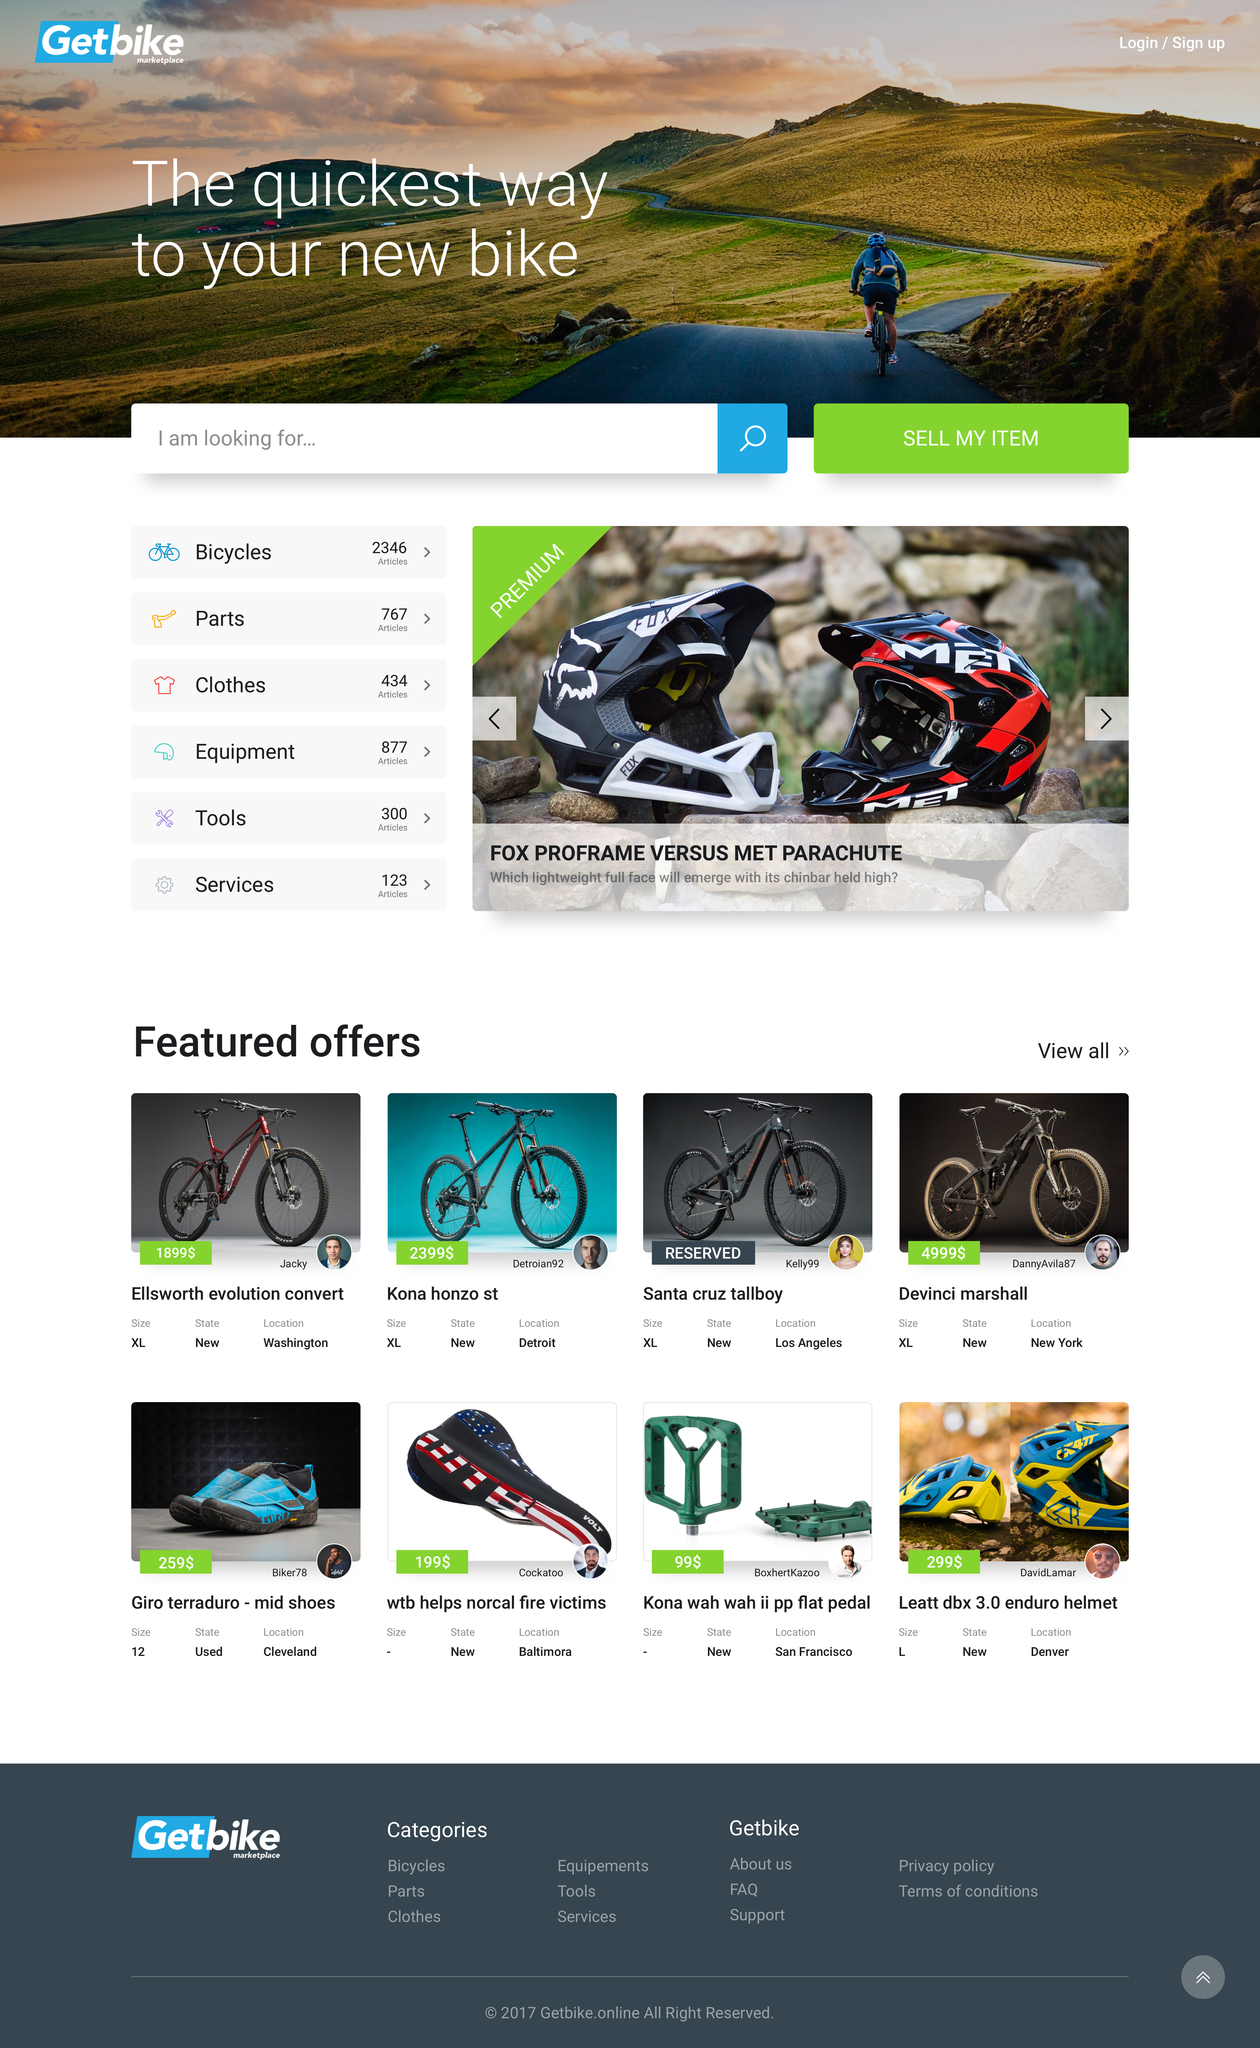 Getbike
marketplace
Login / Sign up
The quickest way
to your new bike
I am looking for...
SELL MY ITEM
Bicycles
2346
Articles
Parts
767
Articles
Clothes
434
Articles
Equipment
877
Articles
Tools
300
Articles
Services
123
Articles
PREMIUM
FOX
FOX
MET
MET
FOX PROFRAME VERSUS MET PARACHUTE
Which lightweight full face will emerge with its chinbar held high?
Featured offers
View all
1899$
Jacky
Ellsworth evolution convert
Size State Location
XL New Washington
2399$
Detroian92
Kona honzo st
Size State Location
XL New Detroit
RESERVED
Kelly99
Santa cruz tallboy
Size State Location
XL New Los Angeles
4999$
DannyAvila87
Devinci marshall
Size State Location
XL New New York
259$
Biker78
Giro terraduro - mid shoes
Size State Location
12 Used Cleveland
VOLT
199$
Cockatoo
wtb helps norcal fire victims
Size State Location
- New Baltimora
99$
BoxhertKazoo
Kona wah wah ii pp flat pedal
Size State Location
- New San Francisco
299$
DavidLamar
Leatt dbx 3.0 enduro helmet
Size State Location
L New Denver
Getbike
marketplace
Categories
Bicycles
Parts
Clothes
Equipements
Tools
Services
Getbike
About us
FAQ
Support
Privacy policy
Terms of conditions
© 2017 Getbike.online All Right Reserved.